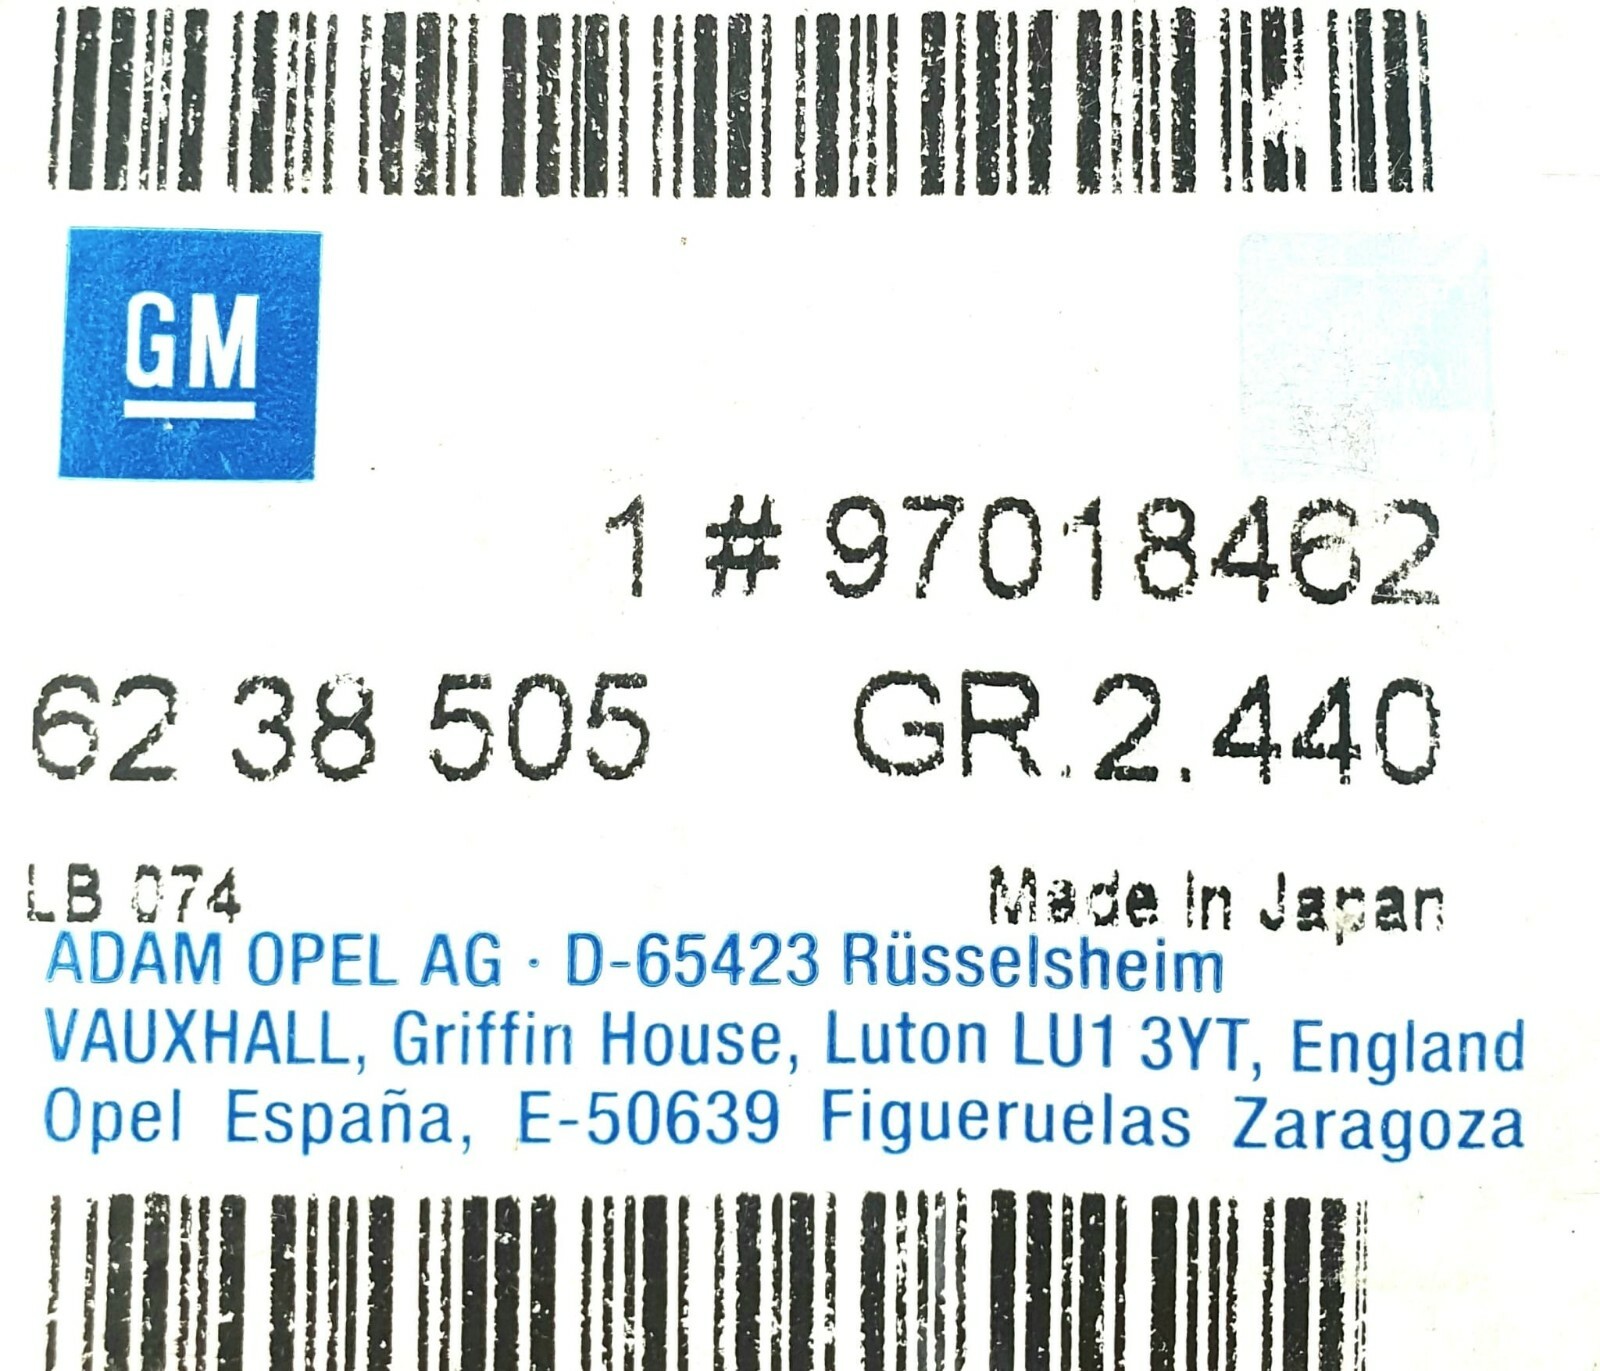 GM
1 # 97018462
62 38 505 GR.2.440
LB 074 Made In Japan
ADAM OPEL AG · D-65423 Rüsselsheim
VAUXHALL, Griffin House, Luton LU1 3YT, England
Opel España, E-50639 Figueruelas Zaragoza